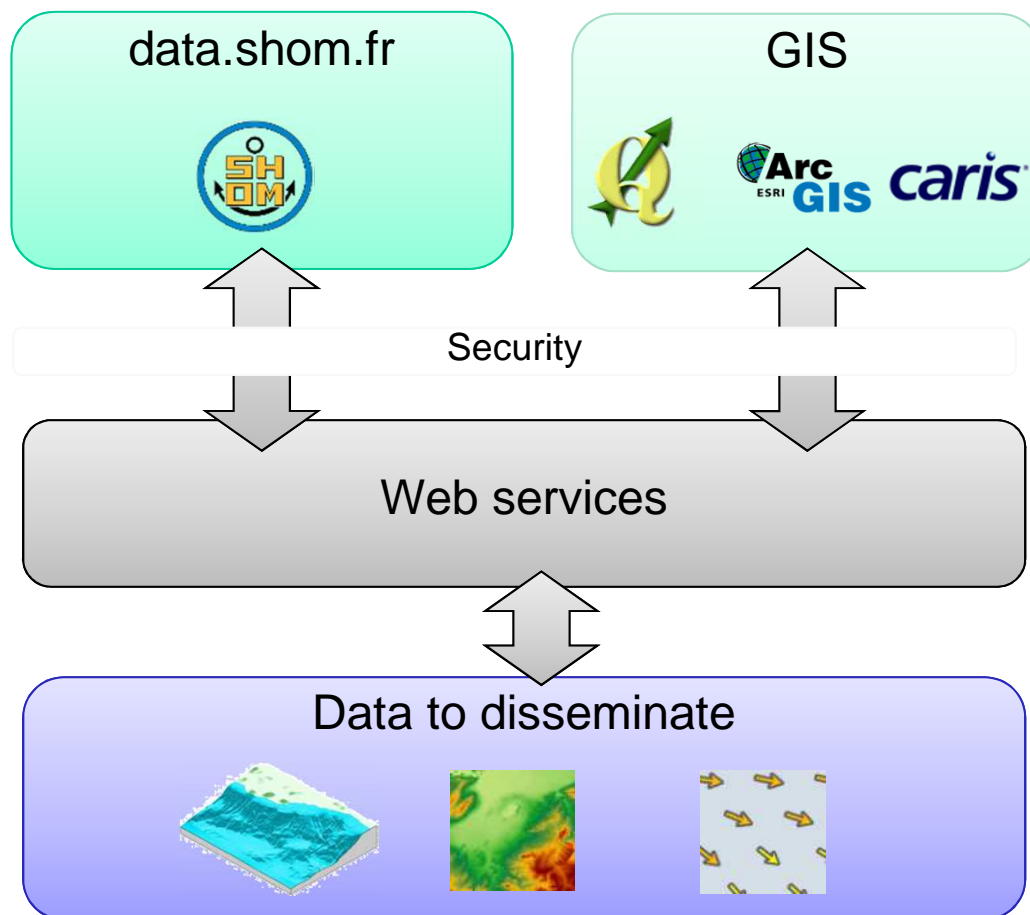 data.shom.fr
GIS
SH
OM
Q
Arc
ESRI
GIS
caris
Security
Web services
Data to disseminate